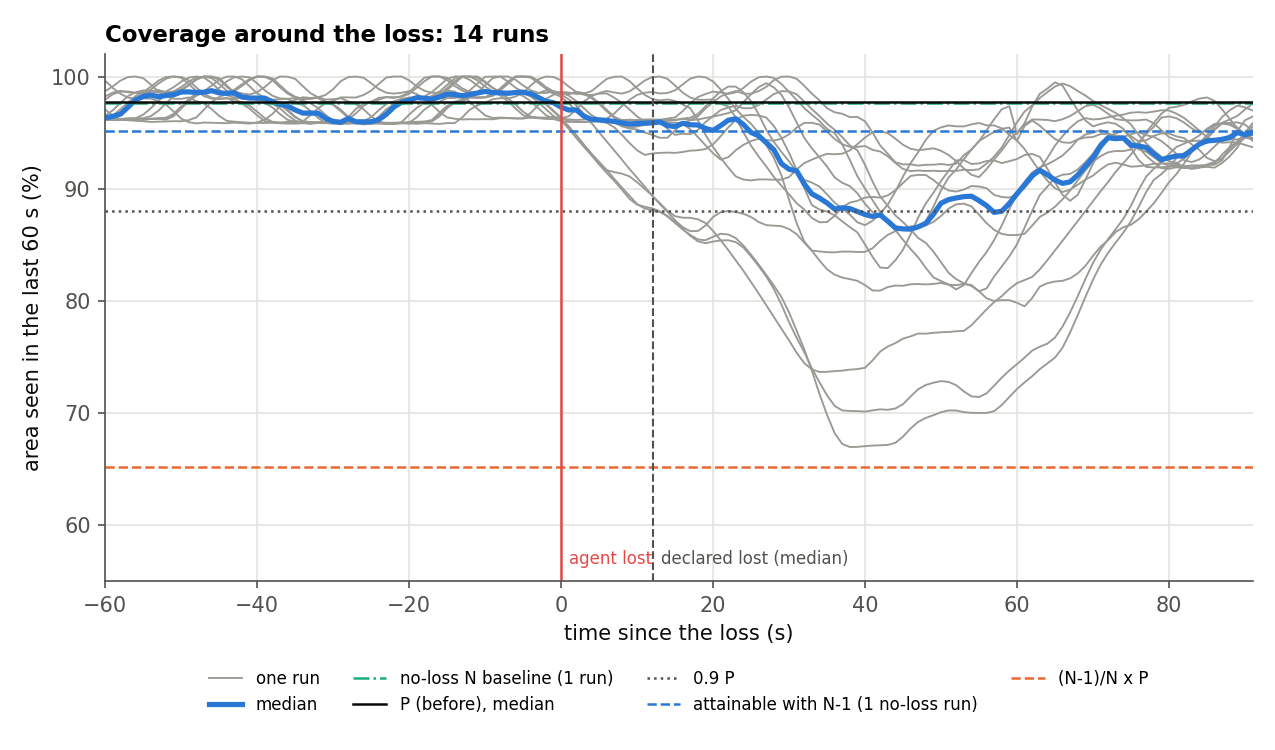 Coverage around the loss: 14 runs
area seen in the last 60 s (%)
100
90
80
70
60
agent lost
declared lost (median)
−60
−40
−20
0
20
40
60
80
time since the loss (s)
one run
median
no-loss N baseline (1 run)
P (before), median
0.9 P
attainable with N-1 (1 no-loss run)
(N-1)/N x P